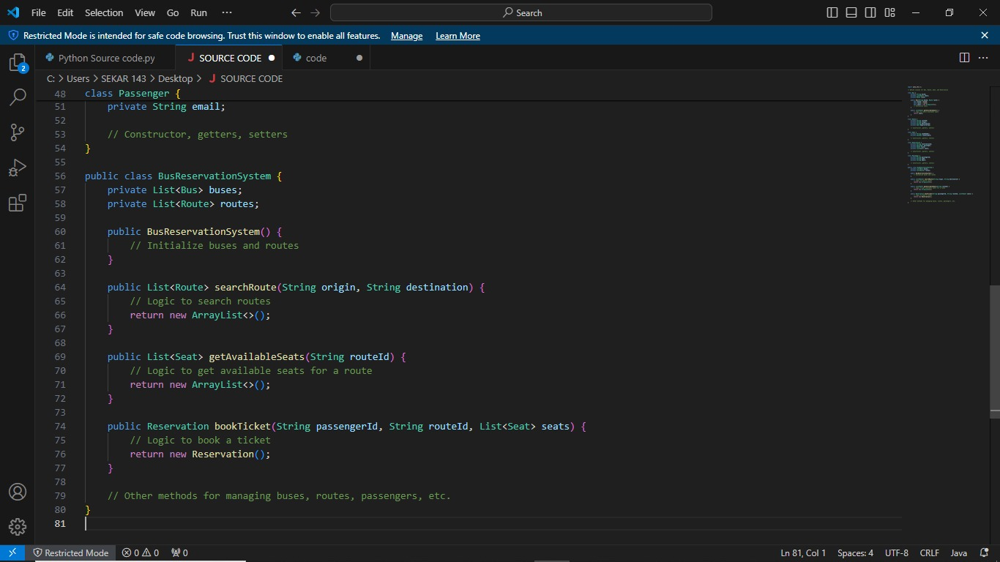 File Edit Selection View Go Run ··· Search
Restricted Mode is intended for safe code browsing. Trust this window to enable all features. Manage Learn More
2
Python Source code.py J SOURCE CODE code
C: > Users > SEKAR 143 > Desktop > J SOURCE CODE
48 class Passenger {
51 private String email;
52
53 // Constructor, getters, setters
54 }
55
56 public class BusReservationSystem {
57 private List<Bus> buses;
58 private List<Route> routes;
59
60 public BusReservationSystem() {
61 // Initialize buses and routes
62 }
63
64 public List<Route> searchRoute(String origin, String destination) {
65 // Logic to search routes
66 return new ArrayList<>();
67 }
68
69 public List<Seat> getAvailableSeats(String routeId) {
70 // Logic to get available seats for a route
71 return new ArrayList<>();
72 }
73
74 public Reservation bookTicket(String passengerId, String routeId, List<Seat> seats) {
75 // Logic to book a ticket
76 return new Reservation();
77 }
78
79 // Other methods for managing buses, routes, passengers, etc.
80 }
81
Restricted Mode 0 0 0 Ln 81, Col 1 Spaces: 4 UTF-8 CRLF Java